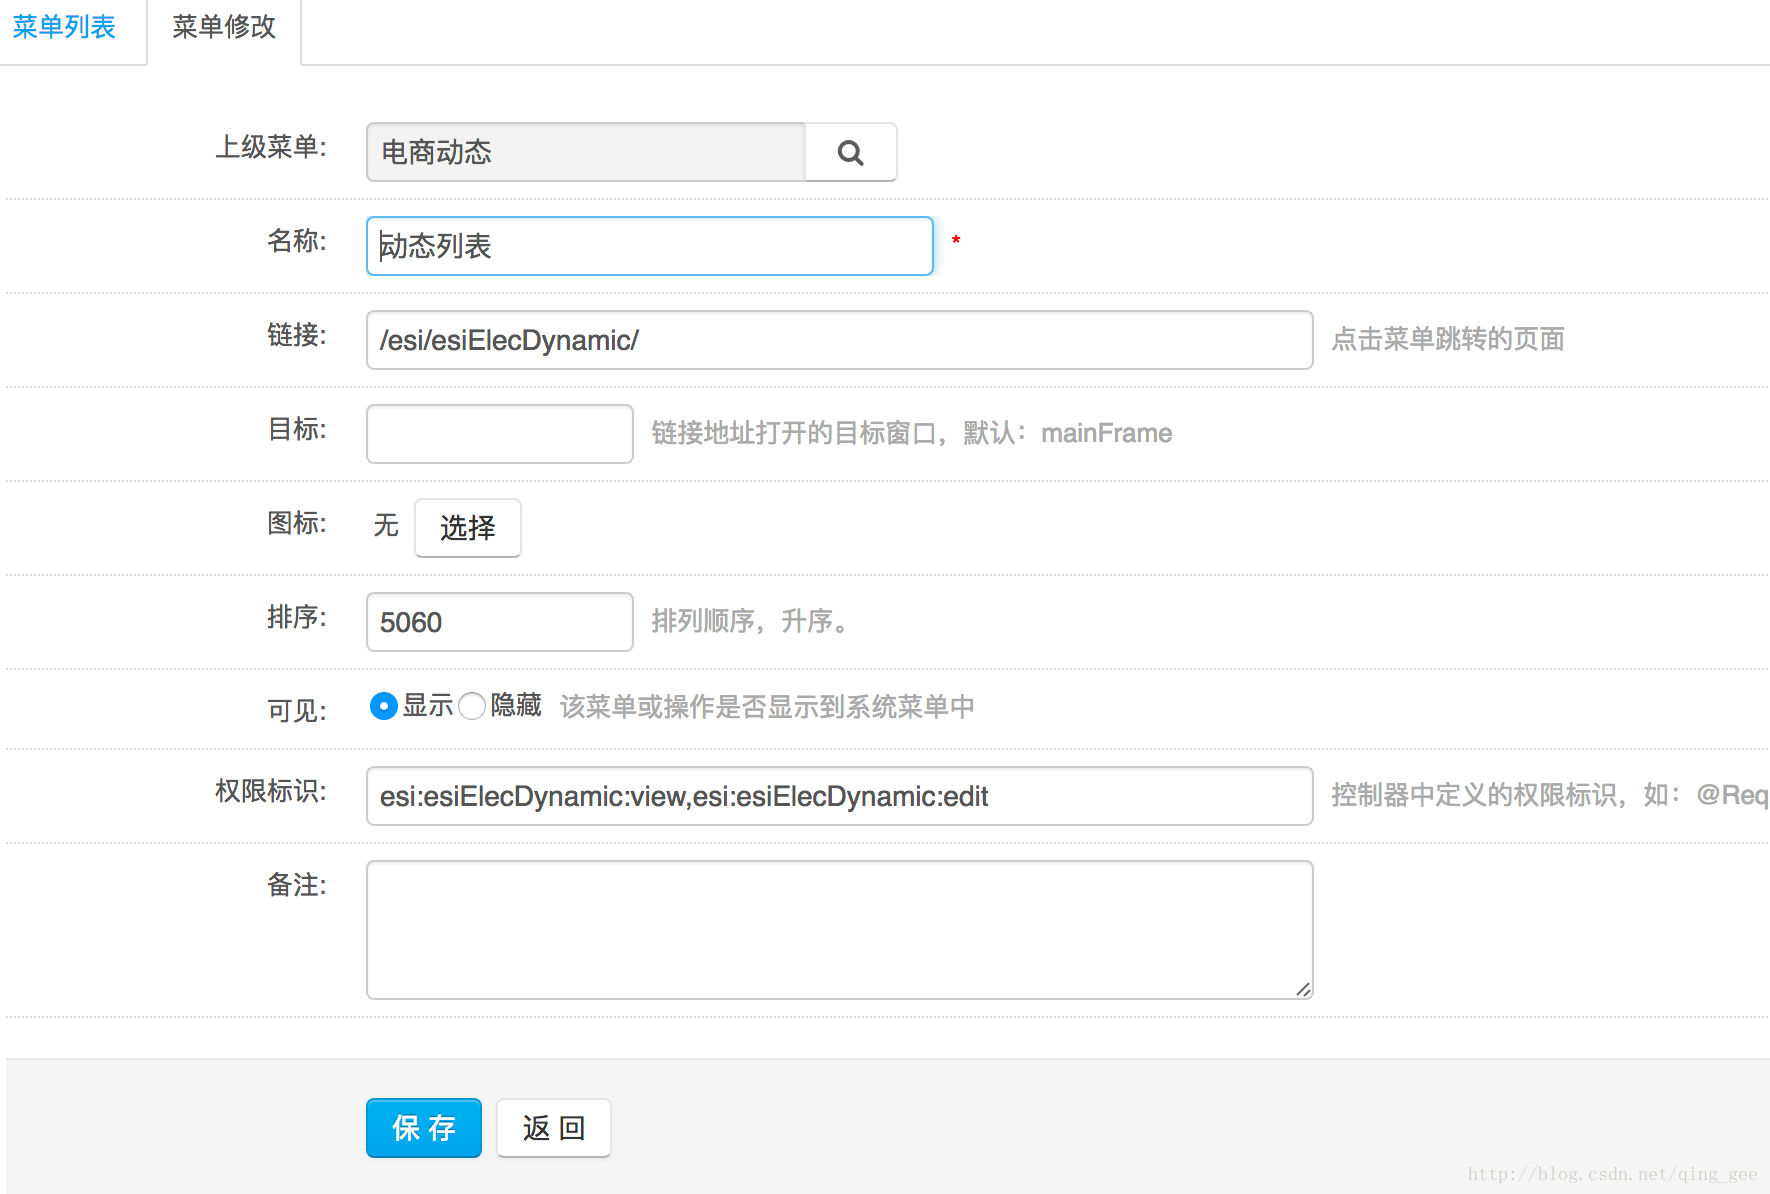 菜单列表 菜单修改
上级菜单: 电商动态
名称: 动态列表 *
链接: /esi/esiElecDynamic/ 点击菜单跳转的页面
目标: 链接地址打开的目标窗口，默认：mainFrame
图标: 无 选择
排序: 5060 排列顺序，升序。
可见: 显示 隐藏 该菜单或操作是否显示到系统菜单中
权限标识: esi:esiElecDynamic:view,esi:esiElecDynamic:edit 控制器中定义的权限标识，如：@Req
备注:
保 存 返 回
http://blog.csdn.net/qing_gee